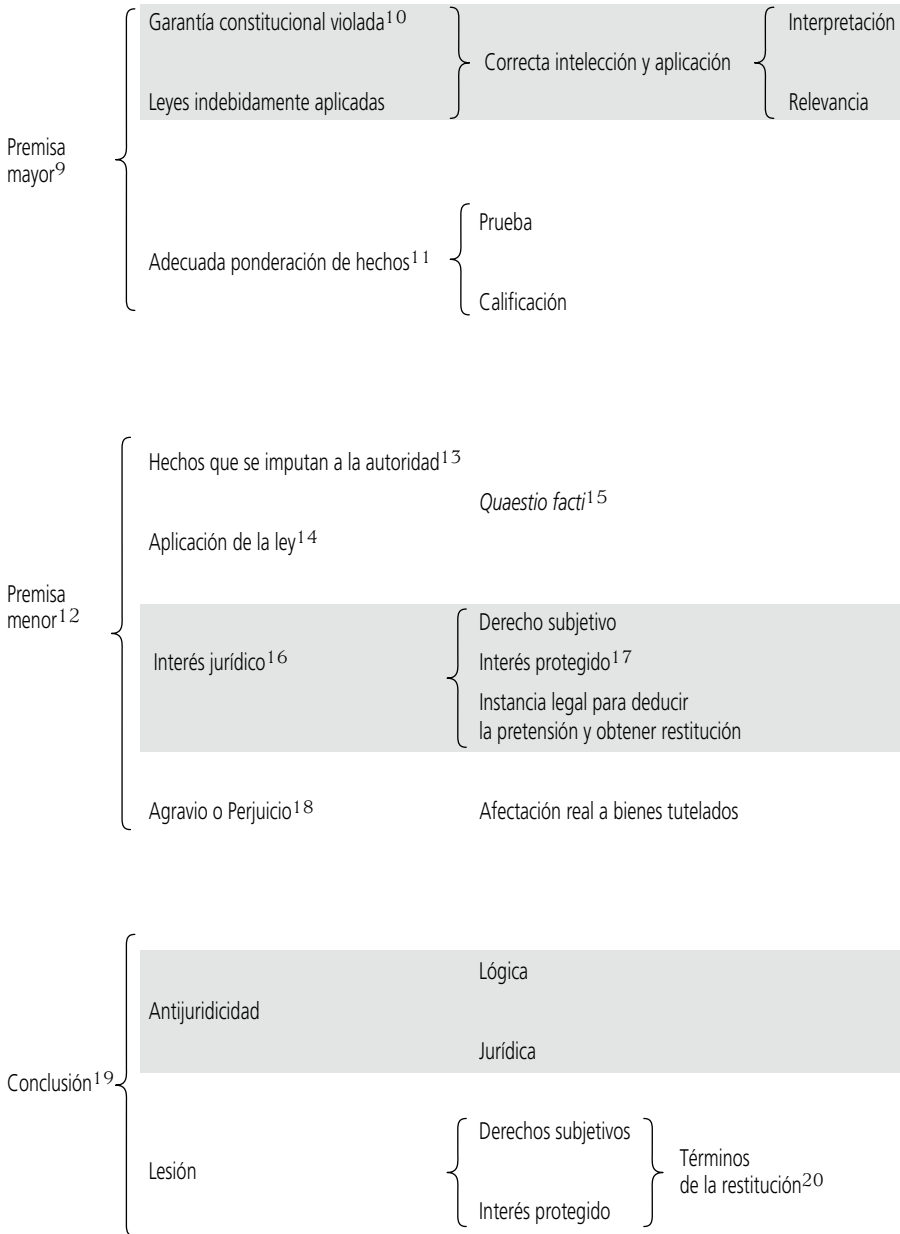 Garantía constitucional violada10
Interpretación
Correcta intelección y aplicación
Leyes indebidamente aplicadas
Relevancia
Premisa
mayor9
Prueba
Adecuada ponderación de hechos11
Calificación
Hechos que se imputan a la autoridad13
Quaestio facti15
Aplicación de la ley14
Premisa
menor12
Derecho subjetivo
Interés jurídico16
Interés protegido17
Instancia legal para deducir
la pretensión y obtener restitución
Agravio o Perjuicio18
Afectación real a bienes tutelados
Lógica
Antijuridicidad
Jurídica
Conclusión19
Derechos subjetivos
Lesión
Términos
de la restitución20
Interés protegido